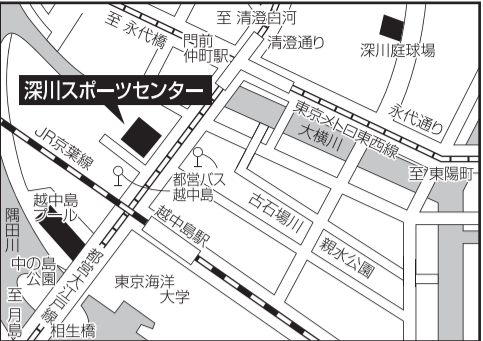 至 清澄白河
至 永代橋
門前
仲町駅
清澄通り
深川庭球場
深川スポーツセンター
永代通り
東京メトロ東西線
大横川
JR京葉線
至 東陽町
都営バス
越中島
越中島
プール
古石場川
親水公園
越中島駅
隅田川
中の島
公園
都営大江戸線
東京海洋
大学
至 月島
相生橋